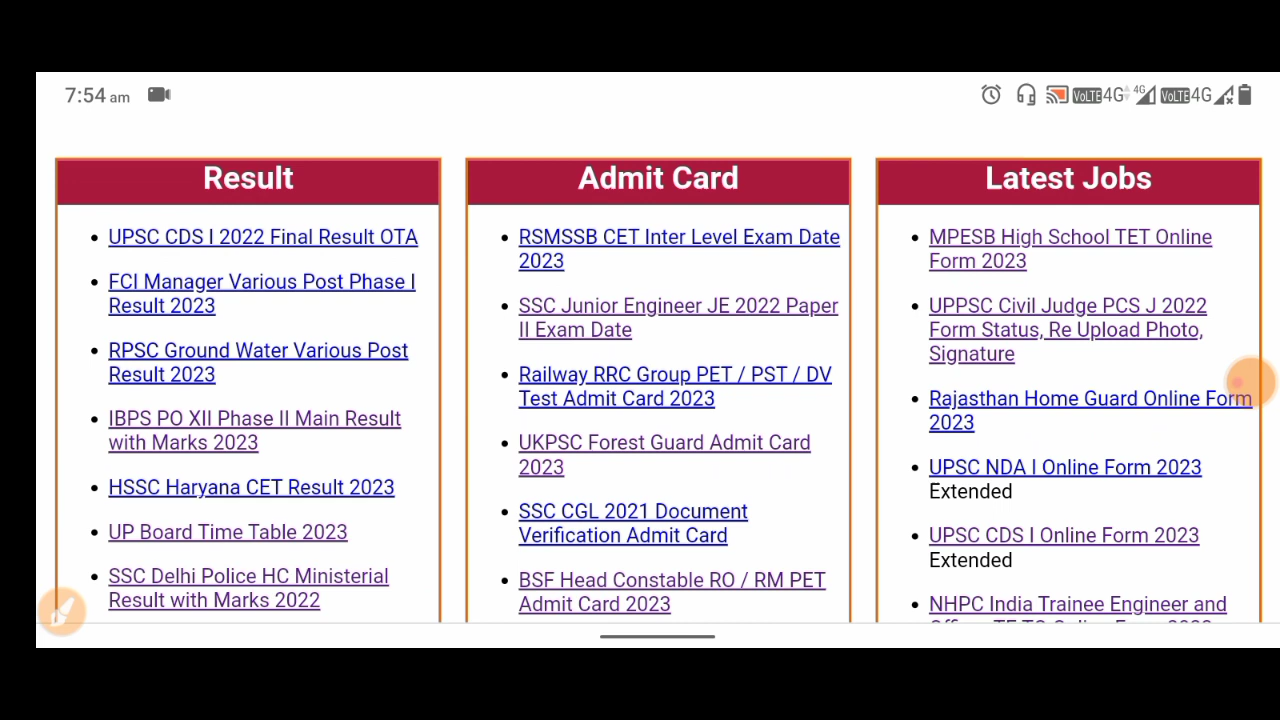 7:54 am
VoLTE 4G 4G VoLTE 4G
Result
UPSC CDS I 2022 Final Result OTA
FCI Manager Various Post Phase I
Result 2023
RPSC Ground Water Various Post
Result 2023
IBPS PO XII Phase II Main Result
with Marks 2023
HSSC Haryana CET Result 2023
UP Board Time Table 2023
SSC Delhi Police HC Ministerial
Result with Marks 2022
Admit Card
RSMSSB CET Inter Level Exam Date
2023
SSC Junior Engineer JE 2022 Paper
II Exam Date
Railway RRC Group PET / PST / DV
Test Admit Card 2023
UKPSC Forest Guard Admit Card
2023
SSC CGL 2021 Document
Verification Admit Card
BSF Head Constable RO / RM PET
Admit Card 2023
Latest Jobs
MPESB High School TET Online
Form 2023
UPPSC Civil Judge PCS J 2022
Form Status, Re Upload Photo,
Signature
Rajasthan Home Guard Online Form
2023
UPSC NDA I Online Form 2023
Extended
UPSC CDS I Online Form 2023
Extended
NHPC India Trainee Engineer and